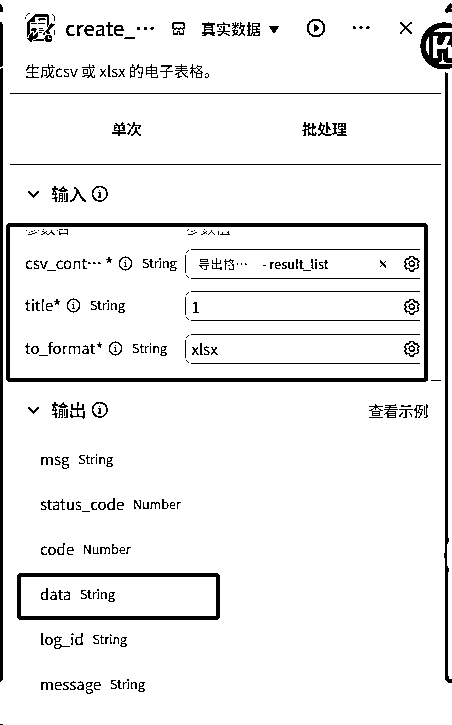 create_… 真实数据
生成csv 或 xlsx 的电子表格。
单次 批处理
输入
参数名 参数值
csv_cont… * String 导出格… - result_list
title* String 1
to_format* String xlsx
输出 查看示例
msg String
status_code Number
code Number
data String
log_id String
message String